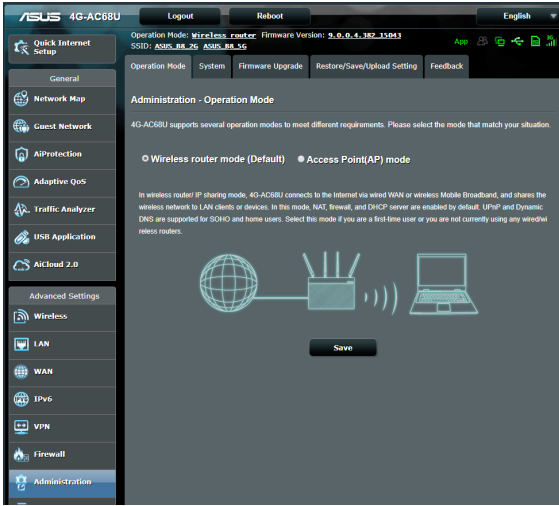 ASUS 4G-AC68U Logout Reboot English
Operation Mode: Wireless router Firmware Version: 9.0.0.4.382_15043
SSID: ASUS_B8_2G ASUS_B8_5G
App
3G
Quick Internet
Setup
General
Network Map
Guest Network
AiProtection
Adaptive QoS
Traffic Analyzer
USB Application
AiCloud 2.0
Advanced Settings
Wireless
LAN
WAN
IPv6
VPN
Firewall
Administration
Operation Mode System Firmware Upgrade Restore/Save/Upload Setting Feedback
Administration - Operation Mode
4G-AC68U supports several operation modes to meet different requirements. Please select the mode that match your situation.
Wireless router mode (Default) Access Point(AP) mode
In wireless router/ IP sharing mode, 4G-AC68U connects to the Internet via wired WAN or wireless Mobile Broadband, and shares the
wireless network to LAN clients or devices. In this mode, NAT, firewall, and DHCP server are enabled by default. UPnP and Dynamic
DNS are supported for SOHO and home users. Select this mode if you are a first-time user or you are not currently using any wired/wi
reless routers.
Save